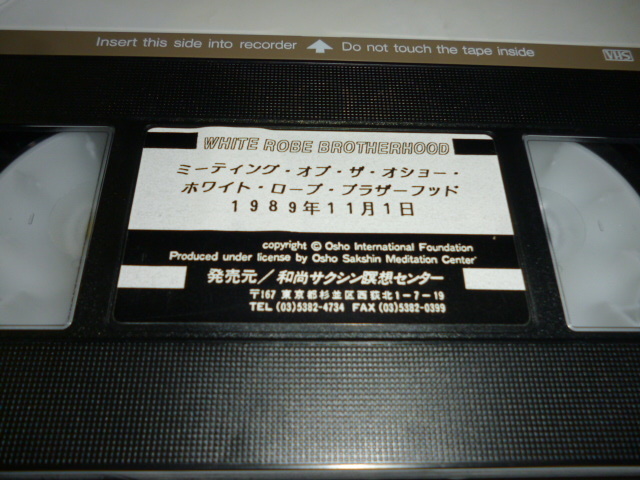 Insert this side into recorder Do not touch the tape inside
VHS
WHITE ROBE BROTHERHOOD
ミーティング・オブ・ザ・オショー・
ホワイト・ローブ・ブラザーフッド
1989年11月1日
copyright © Osho International Foundation
Produced under license by Osho Sakshin Meditation Center
発売元/和尚サクシン瞑想センター
〒167 東京都杉並区西荻北1-7-19
TEL (03)5382-4734 FAX (03)5382-0399